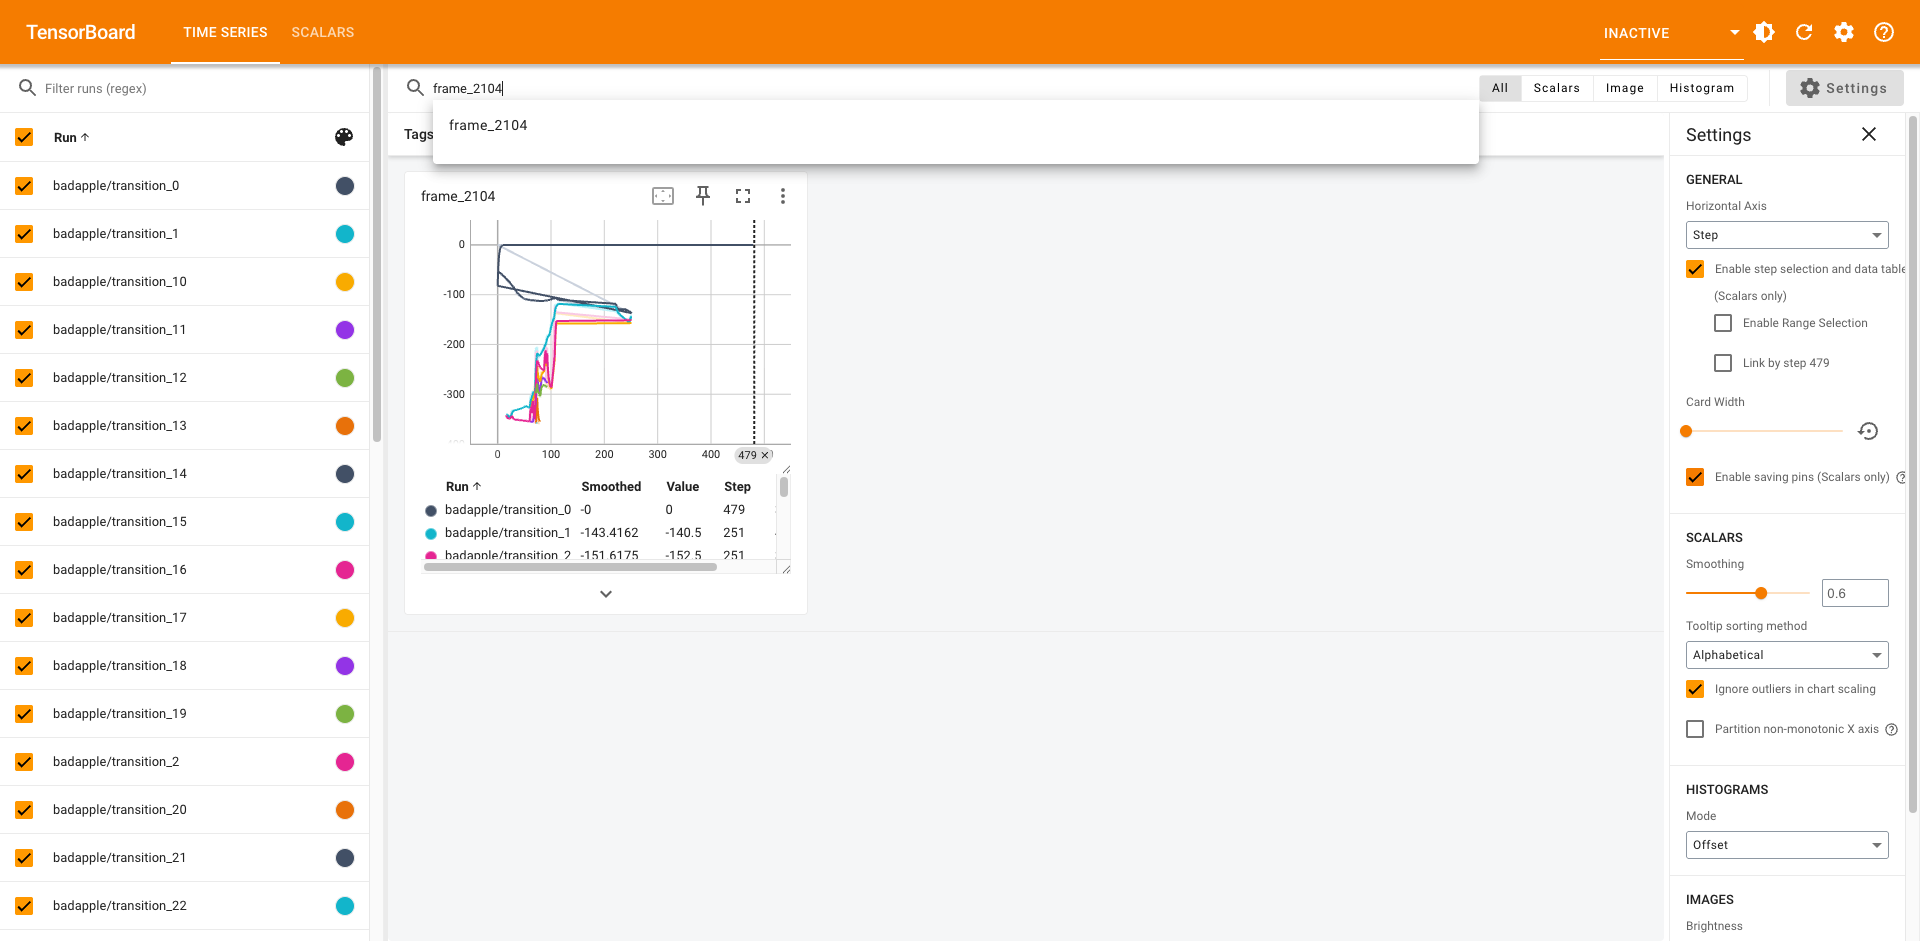 TensorBoard TIME SERIES SCALARS INACTIVE
Filter runs (regex)
frame_2104
All Scalars Image Histogram
Settings
frame_2104
Run
badapple/transition_0
badapple/transition_1
badapple/transition_10
badapple/transition_11
badapple/transition_12
badapple/transition_13
badapple/transition_14
badapple/transition_15
badapple/transition_16
badapple/transition_17
badapple/transition_18
badapple/transition_19
badapple/transition_2
badapple/transition_20
badapple/transition_21
badapple/transition_22
Tags
frame_2104
0
-100
-200
-300
0 100 200 300 400 479
Run Smoothed Value Step
badapple/transition_0 -0 0 479
badapple/transition_1 -143.4162 -140.5 251
badapple/transition_2 -151.6175 -152.5 251
Settings
GENERAL
Horizontal Axis
Step
Enable step selection and data table
(Scalars only)
Enable Range Selection
Link by step 479
Card Width
Enable saving pins (Scalars only)
SCALARS
Smoothing
0.6
Tooltip sorting method
Alphabetical
Ignore outliers in chart scaling
Partition non-monotonic X axis
HISTOGRAMS
Mode
Offset
IMAGES
Brightness